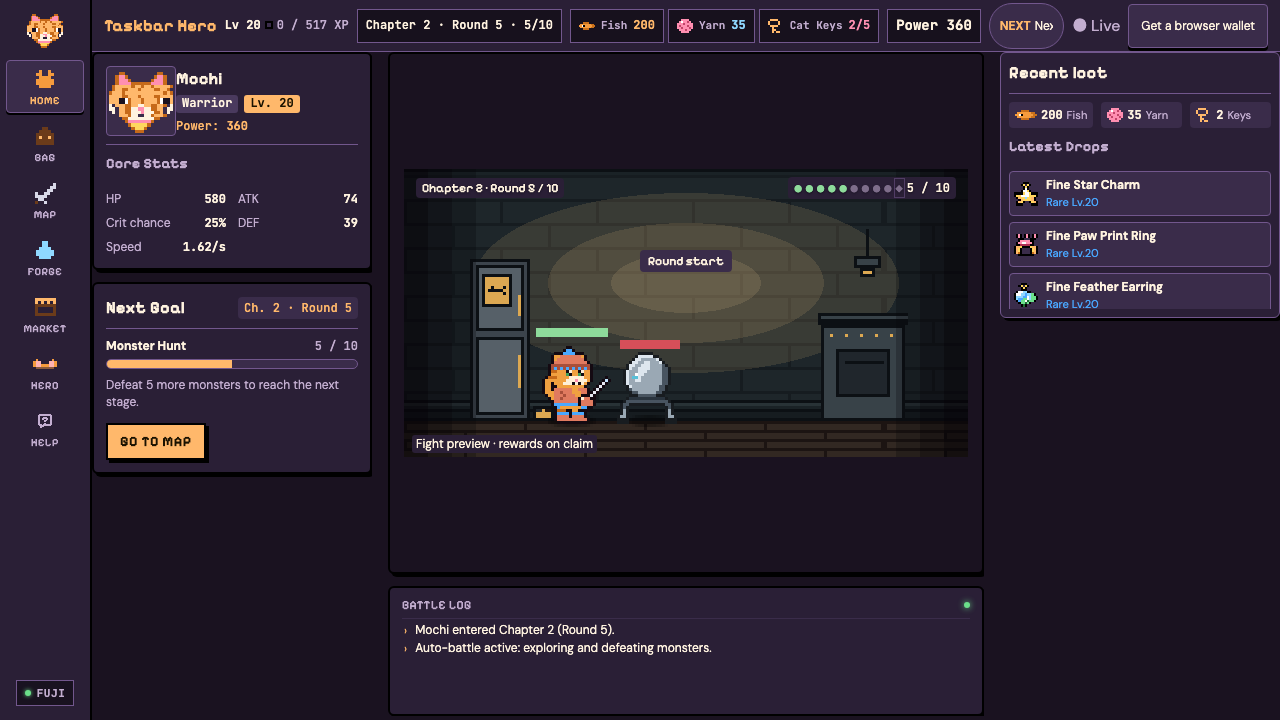 Taskbar Hero Lv 20 0 / 517 XP
Chapter 2 · Round 5 · 5/10
Fish 200
Yarn 35
Cat Keys 2/5
Power 360
NEXT Ne
Live
Get a browser wallet
HOME
BAG
MAP
FORGE
MARKET
HERO
HELP
FUJI
Mochi
Warrior Lv. 20
Power: 360
Core Stats
HP 580 ATK 74
Crit chance 25% DEF 39
Speed 1.62/s
Next Goal Ch. 2 · Round 5
Monster Hunt 5 / 10
Defeat 5 more monsters to reach the next
stage.
GO TO MAP
Chapter 2 · Round 5 / 10
5 / 10
Round start
Fight preview · rewards on claim
BATTLE LOG
› Mochi entered Chapter 2 (Round 5).
› Auto-battle active: exploring and defeating monsters.
Recent loot
200 Fish 35 Yarn 2 Keys
Latest Drops
Fine Star Charm
Rare Lv.20
Fine Paw Print Ring
Rare Lv.20
Fine Feather Earring
Rare Lv.20